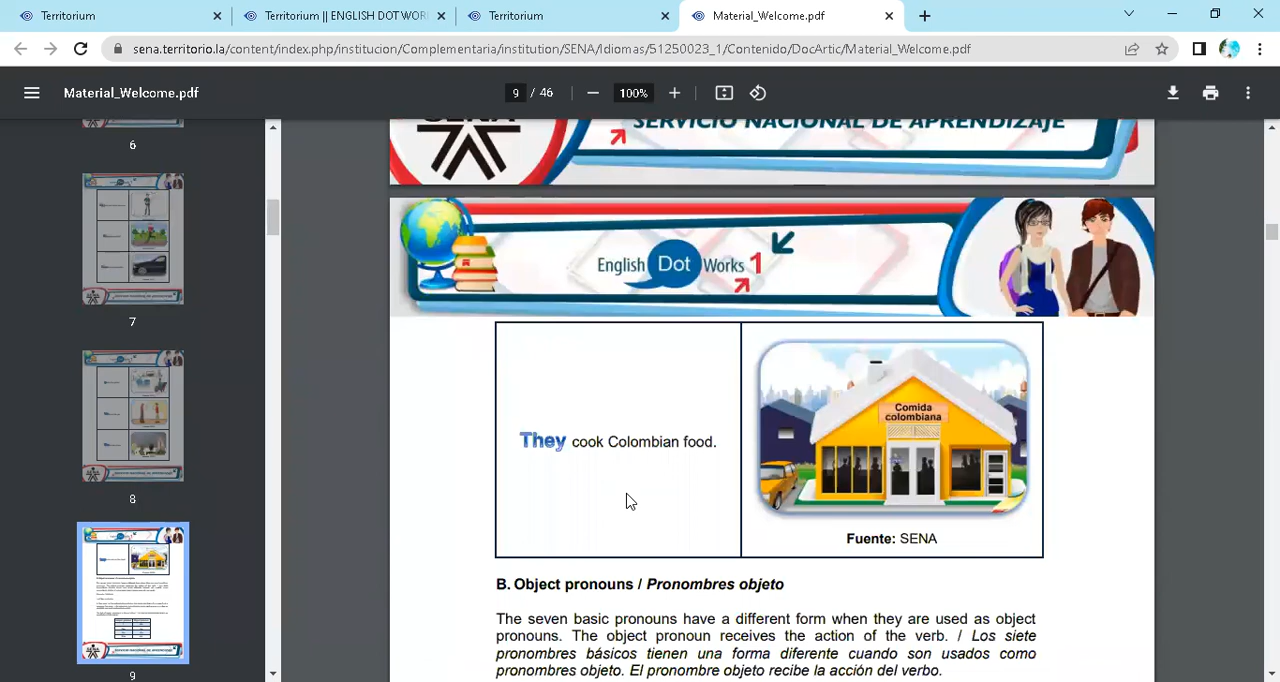 Territorium
Territorium || ENGLISH DOT WOR
Territorium
Material_Welcome.pdf
sena.territorio.la/content/index.php/institucion/Complementaria/institution/SENA/Idiomas/51250023_1/Contenido/DocArtic/Material_Welcome.pdf
Material_Welcome.pdf
9 / 46
100%
6
7
8
9
SENA
SERVICIO NACIONAL DE APRENDIZAJE
English Dot Works 1
They cook Colombian food.
Comida
colombiana
Fuente: SENA
B. Object pronouns/ Pronombres objeto
The seven basic pronouns have a different form when they are used as object
pronouns. The object pronoun receives the action of the verb. / Los siete
pronombres básicos tienen una forma diferente cuando son usados como
pronombres objeto. El pronombre objeto recibe la acción del verbo.